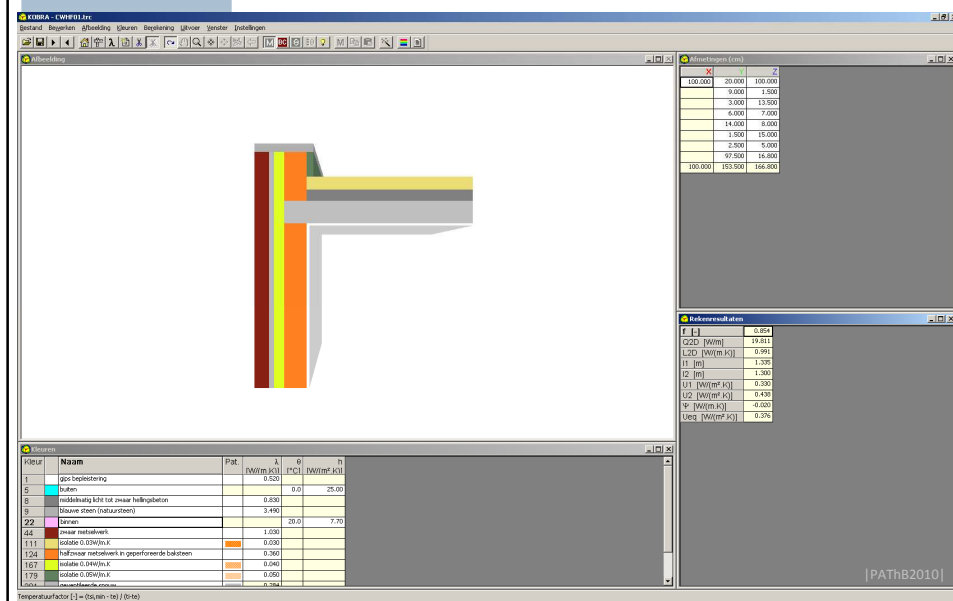 KOBRA - CWHF01.trc
Bestand Bewerken Afbeelding Kleuren Berekening Uitvoer Venster Instellingen
Afbeelding
Afmetingen (cm)
X Y Z
100.000 20.000 100.000
9.000 1.500
3.000 13.500
6.000 7.000
14.000 8.000
1.500 15.000
2.500 5.000
97.500 16.800
100.000 153.500 166.800
Rekenresultaten
f [-] 0.854
Q2D [W/m] 19.811
L2D [W/(m.K)] 0.991
l1 [m] 1.335
l2 [m] 1.300
U1 [W/(m².K)] 0.330
U2 [W/(m².K)] 0.438
Ψ [W/(m.K)] -0.020
Ueq [W/(m².K)] 0.376
Kleuren
Kleur Naam Pat. λ θ h
[W/(m.K)] [°C] [W/(m².K)]
1 gips bepleistering 0.520
5 buiten 0.0 25.00
8 middelmatig licht tot zwaar hellingsbeton 0.830
9 blauwe steen (natuursteen) 3.490
22 binnen 20.0 7.70
44 zwaar metselwerk 1.030
111 isolatie 0.03W/m.K 0.030
124 halfzwaar metselwerk in geperforeerde baksteen 0.360
167 isolatie 0.04W/m.K 0.040
179 isolatie 0.05W/m.K 0.050
Temperatuurfactor [-] = (tsi,min - te) / (ti-te)
|PAThB2010|